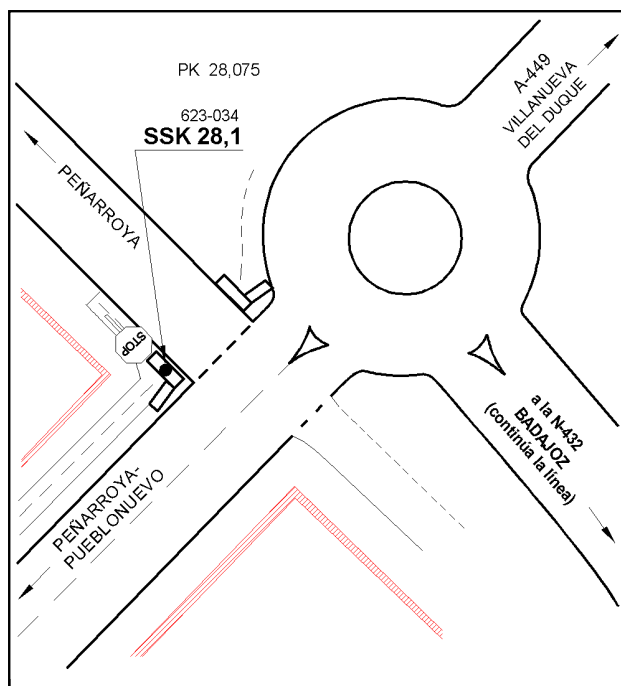 PK 28,075
623-034
SSK 28,1
A-449
VILLANUEVA
DEL DUQUE
PEÑARROYA
STOP
a la N-432
BADAJOZ
(continúa la línea)
PEÑARROYA-
PUEBLONUEVO